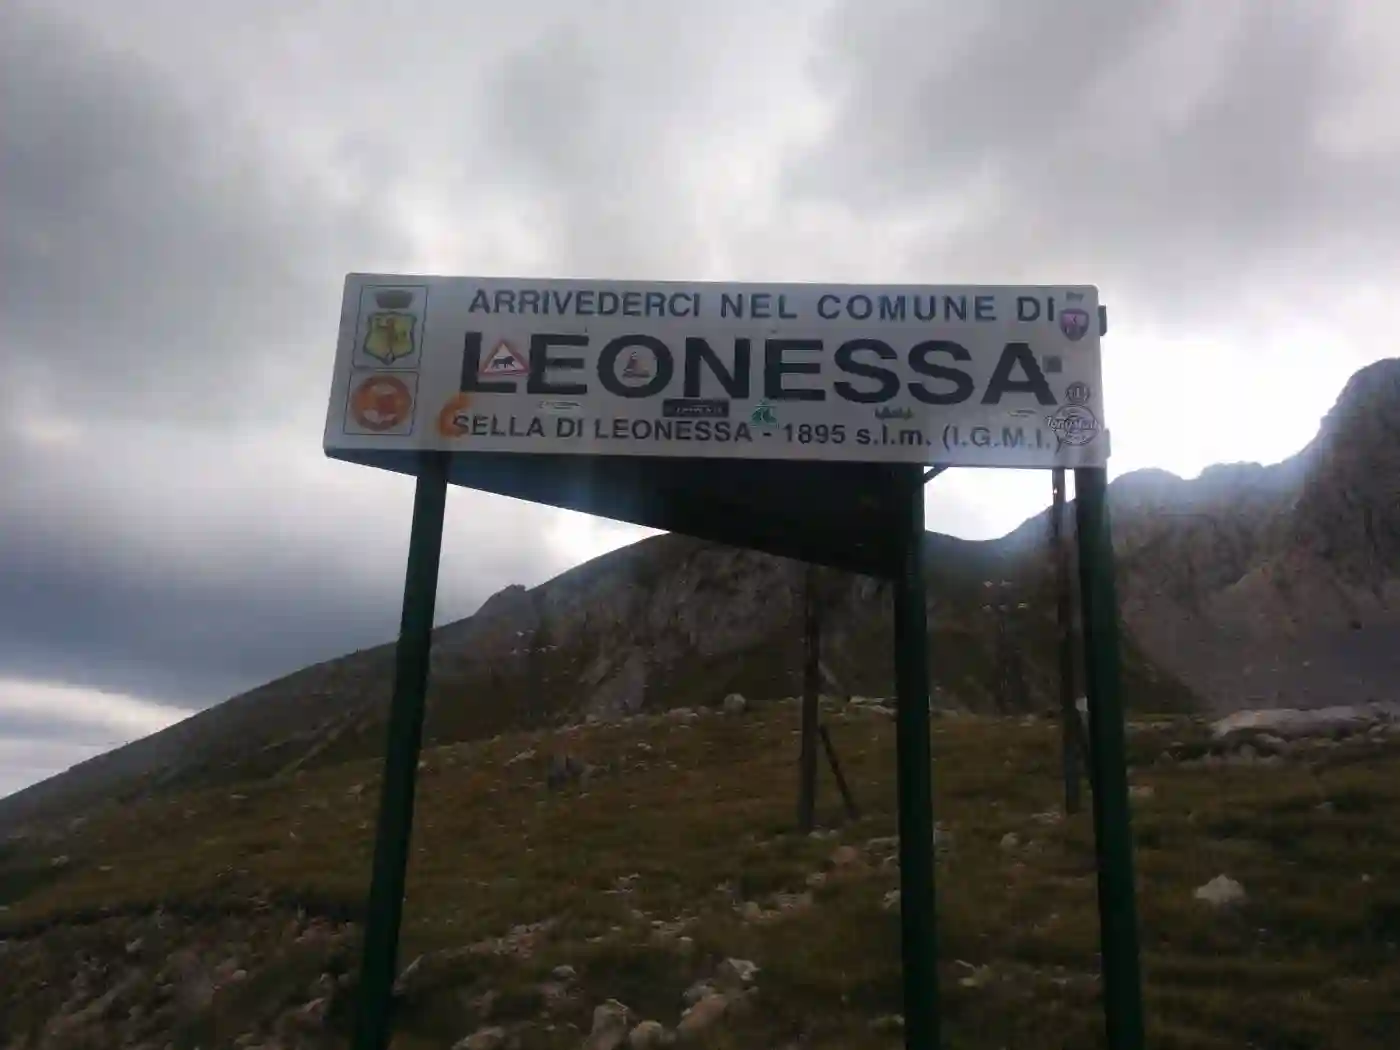 ARRIVEDERCI NEL COMUNE DI
LEONESSA
SELLA DI LEONESSA - 1895 s.l.m. (I.G.M.I.)